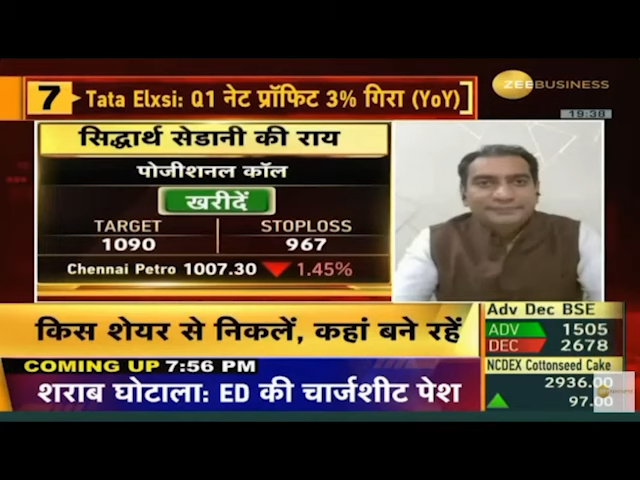 7 Tata Elxsi: Q1 नेट प्रॉफिट 3% गिरा (YoY)
ZEEBUSINESS
19:38
सिद्धार्थ सेडानी की राय
पोजीशनल कॉल
खरीदें
TARGET STOPLOSS
1090 967
Chennai Petro 1007.30 1.45%
किस शेयर से निकलें, कहां बने रहें
Adv Dec BSE
ADV 1505
DEC 2678
COMING UP 7:56 PM
शराब घोटाला: ED की चार्जशीट पेश
NCDEX Cottonseed Cake
2936.00
97.00